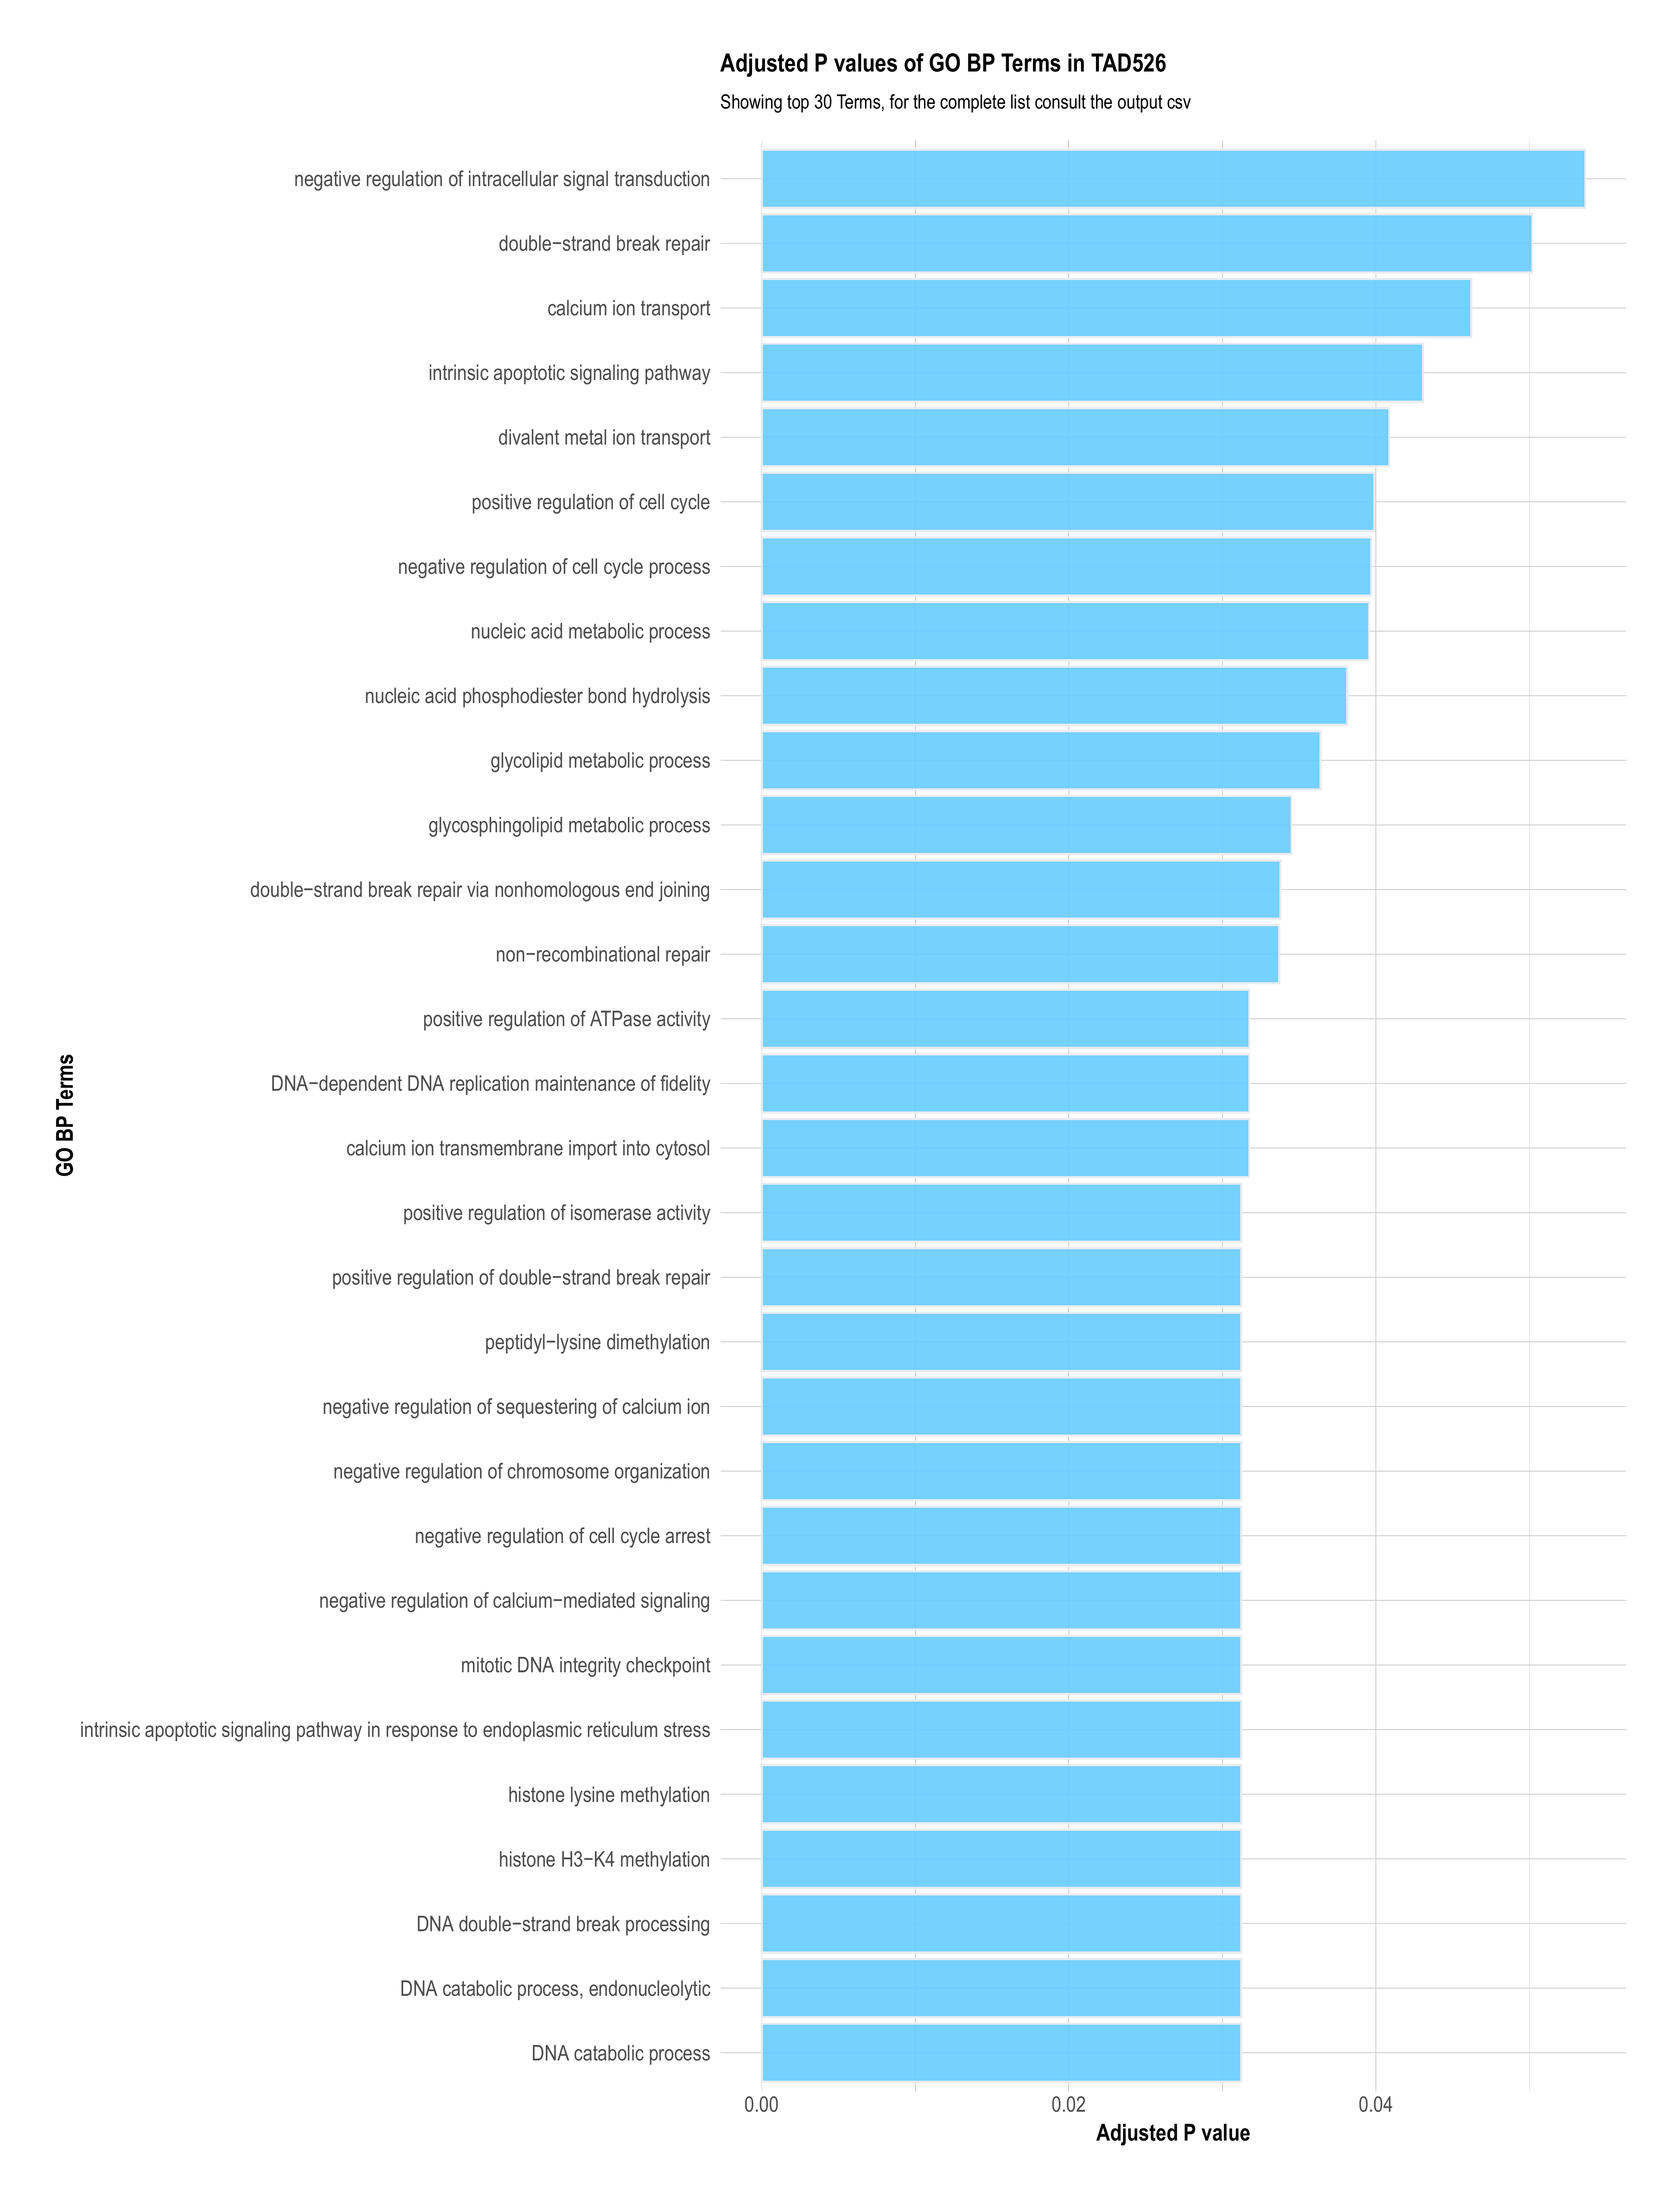 Adjusted P values of GO BP Terms in TAD526
Showing top 30 Terms, for the complete list consult the output csv
negative regulation of intracellular signal transduction
double−strand break repair
calcium ion transport
intrinsic apoptotic signaling pathway
divalent metal ion transport
positive regulation of cell cycle
negative regulation of cell cycle process
nucleic acid metabolic process
nucleic acid phosphodiester bond hydrolysis
glycolipid metabolic process
glycosphingolipid metabolic process
double−strand break repair via nonhomologous end joining
non−recombinational repair
positive regulation of ATPase activity
DNA−dependent DNA replication maintenance of fidelity
calcium ion transmembrane import into cytosol
positive regulation of isomerase activity
positive regulation of double−strand break repair
peptidyl−lysine dimethylation
negative regulation of sequestering of calcium ion
negative regulation of chromosome organization
negative regulation of cell cycle arrest
negative regulation of calcium−mediated signaling
mitotic DNA integrity checkpoint
intrinsic apoptotic signaling pathway in response to endoplasmic reticulum stress
histone lysine methylation
histone H3−K4 methylation
DNA double−strand break processing
DNA catabolic process, endonucleolytic
DNA catabolic process
GO BP Terms
0.00 0.02 0.04
Adjusted P value